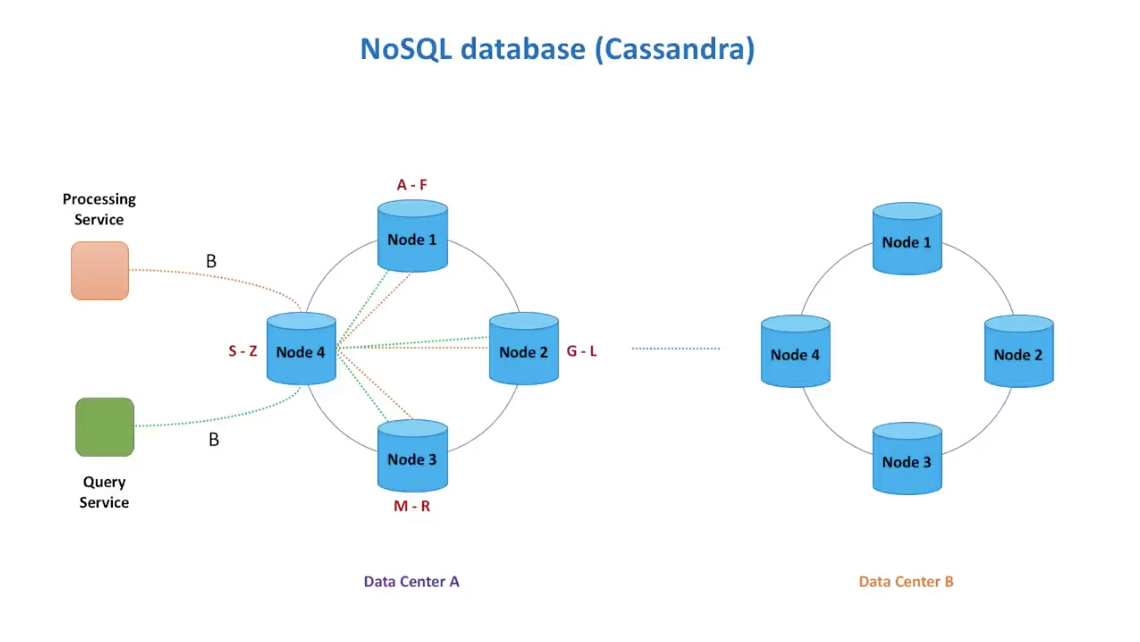 NoSQL database (Cassandra)
Processing
Service
B
A - F
Node 1
S - Z
Node 4
Node 2
G - L
B
Node 3
M - R
Query
Service
Data Center A
Node 1
Node 4
Node 2
Node 3
Data Center B